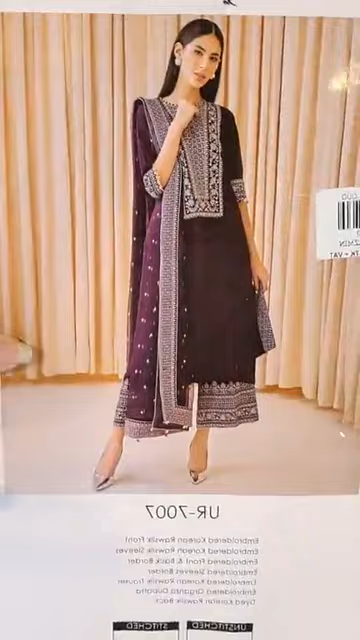 UR-7007
Embroidered Korean Rawsilk Front
Embroidered Korean Rawsilk Sleeves
Embroidered Front & Back Border
Embroidered Sleeves Border
Embroidered Korean Rawsilk Trouser
Embroidered Organza Dupatta
Dyed Korean Rawsilk Back
UNSTITCHED
STITCHED